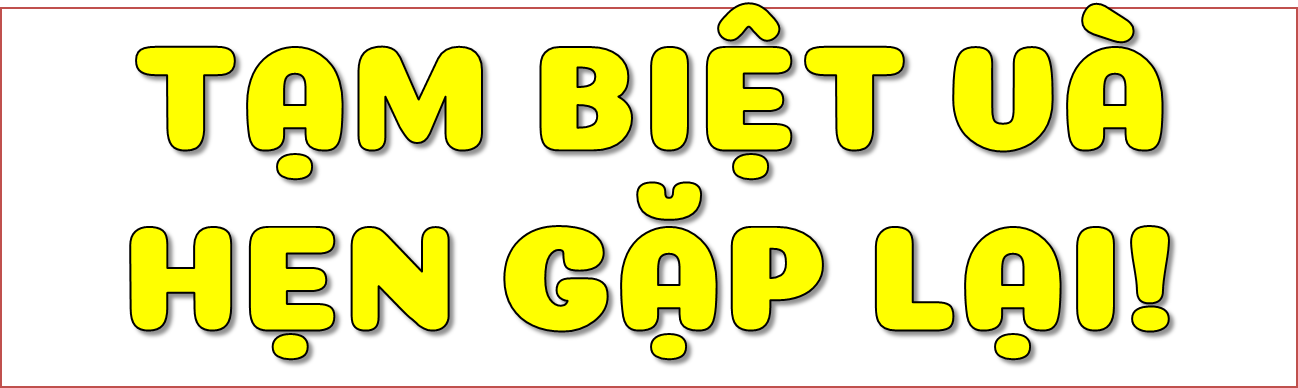 TẠM BIỆT VÀ
HẸN GẶP LẠI!